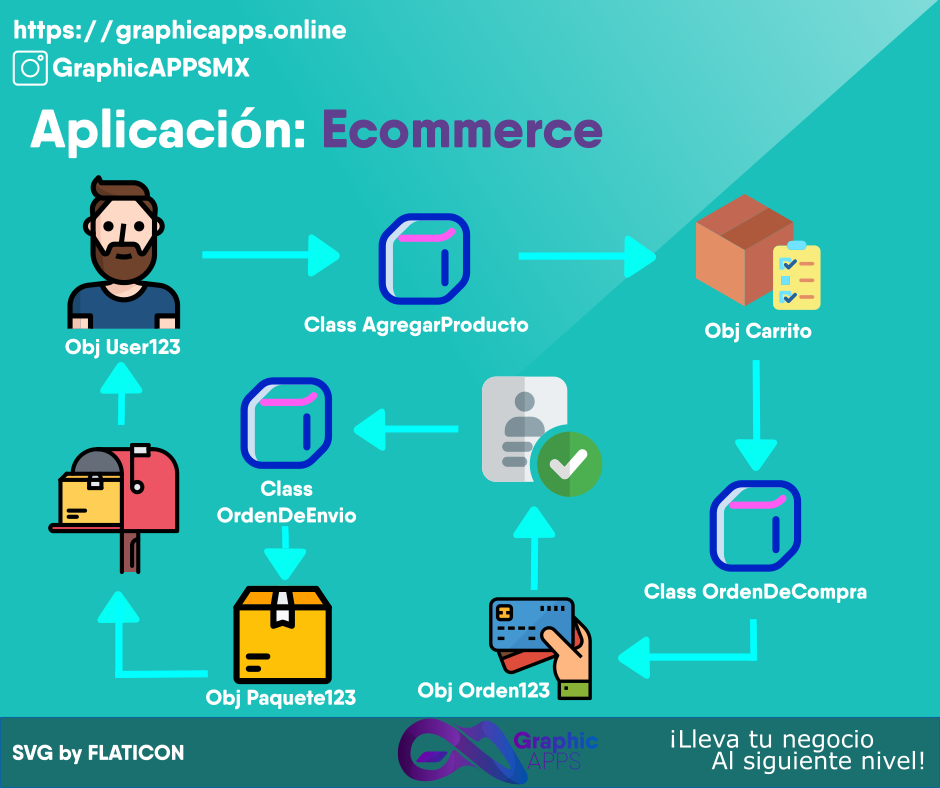 https://graphicapps.online
GraphicAPPSMX
Aplicación: Ecommerce
Obj User123
Class AgregarProducto
Obj Carrito
Class
OrdenDeEnvio
Class OrdenDeCompra
Obj Paquete123
Obj Orden123
SVG by FLATICON
Graphic
APPS
¡Lleva tu negocio
Al siguiente nivel!